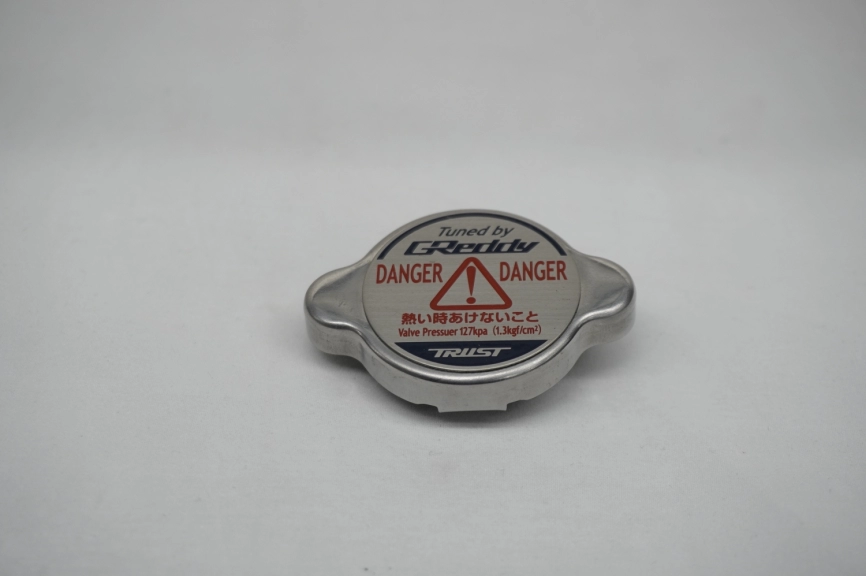 Tuned by
GReddy
DANGER DANGER
熱い時あけないこと
Valve Pressuer 127kpa (1.3kgf/cm²)
TRUST